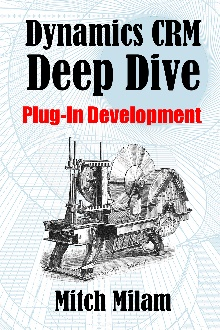 Dynamics CRM
Deep Dive
Plug-In Development
Mitch Milam